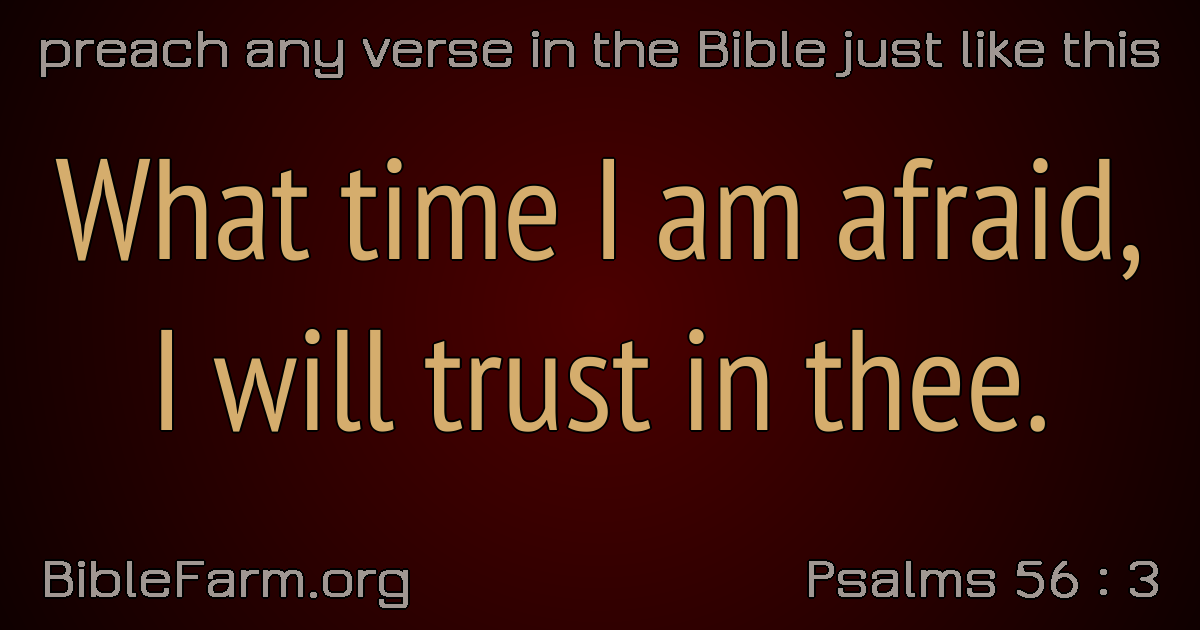 preach any verse in the Bible just like this
What time I am afraid,
I will trust in thee.
BibleFarm.org
Psalms 56 : 3